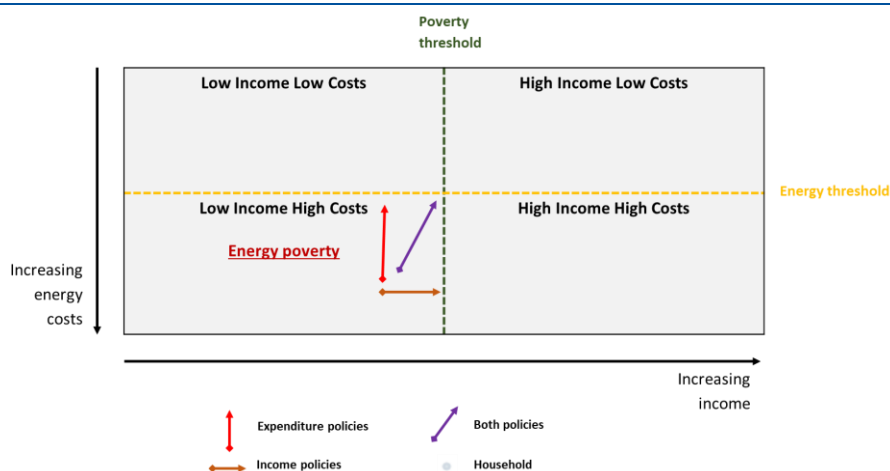 Poverty
threshold
Low Income Low Costs
High Income Low Costs
Energy threshold
Low Income High Costs
High Income High Costs
Energy poverty
Increasing
energy
costs
Increasing
income
Expenditure policies
Both policies
Income policies
Household